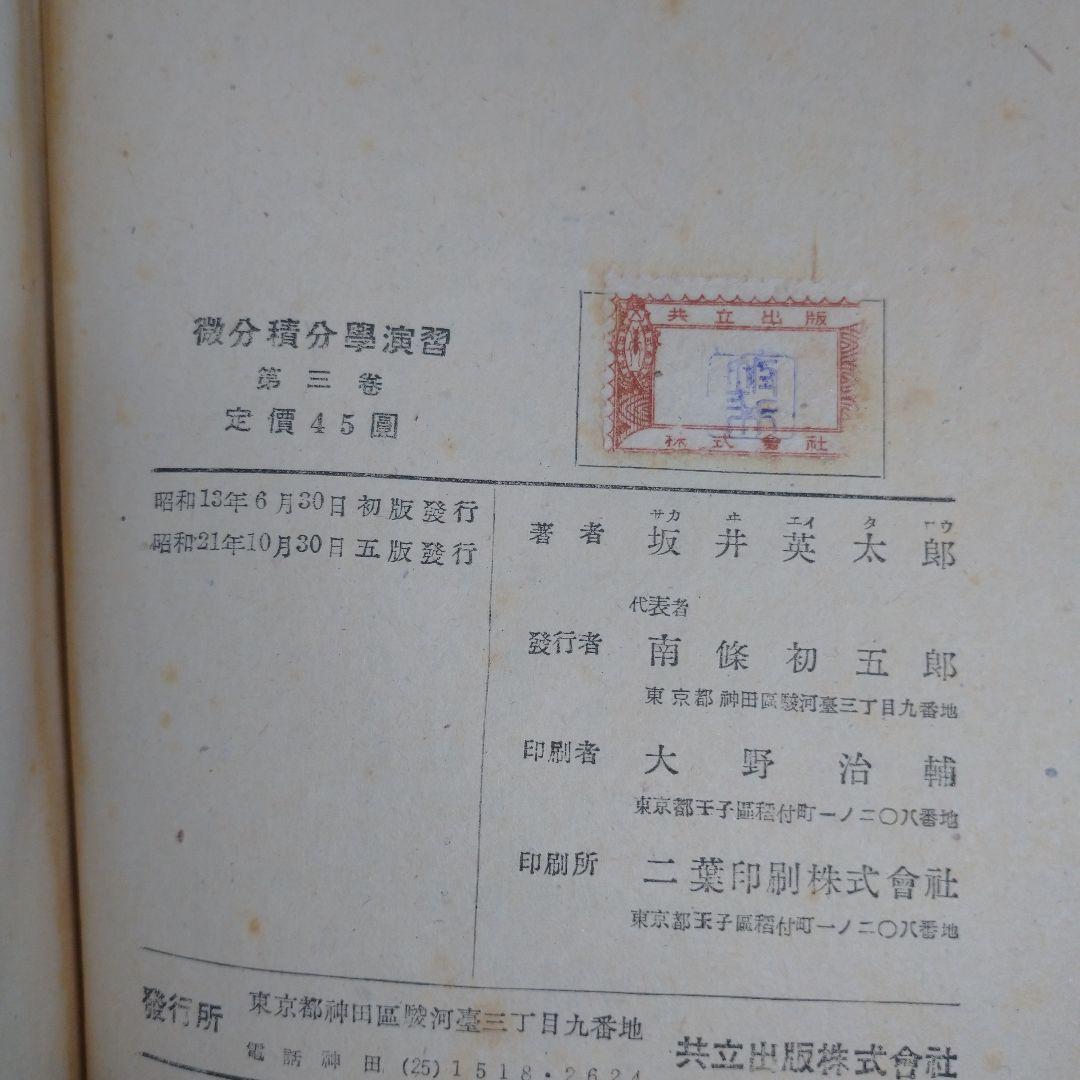 微分積分學演習
第三卷
定價45圓
共立出版
株式會社
昭和13年6月30日初版發行
昭和21年10月30日五版發行
サカ ヰ エイ タ ロウ
著者 坂井英太郎
代表者
發行者 南條初五郎
東京都神田區駿河臺三丁目九番地
印刷者 大野治輔
東京都王子區稻付町一ノ二〇八番地
印刷所 二葉印刷株式會社
東京都王子區稻付町一ノ二〇八番地
發行所 東京都神田區駿河臺三丁目九番地
電話神田(25)1518・2624
共立出版株式會社